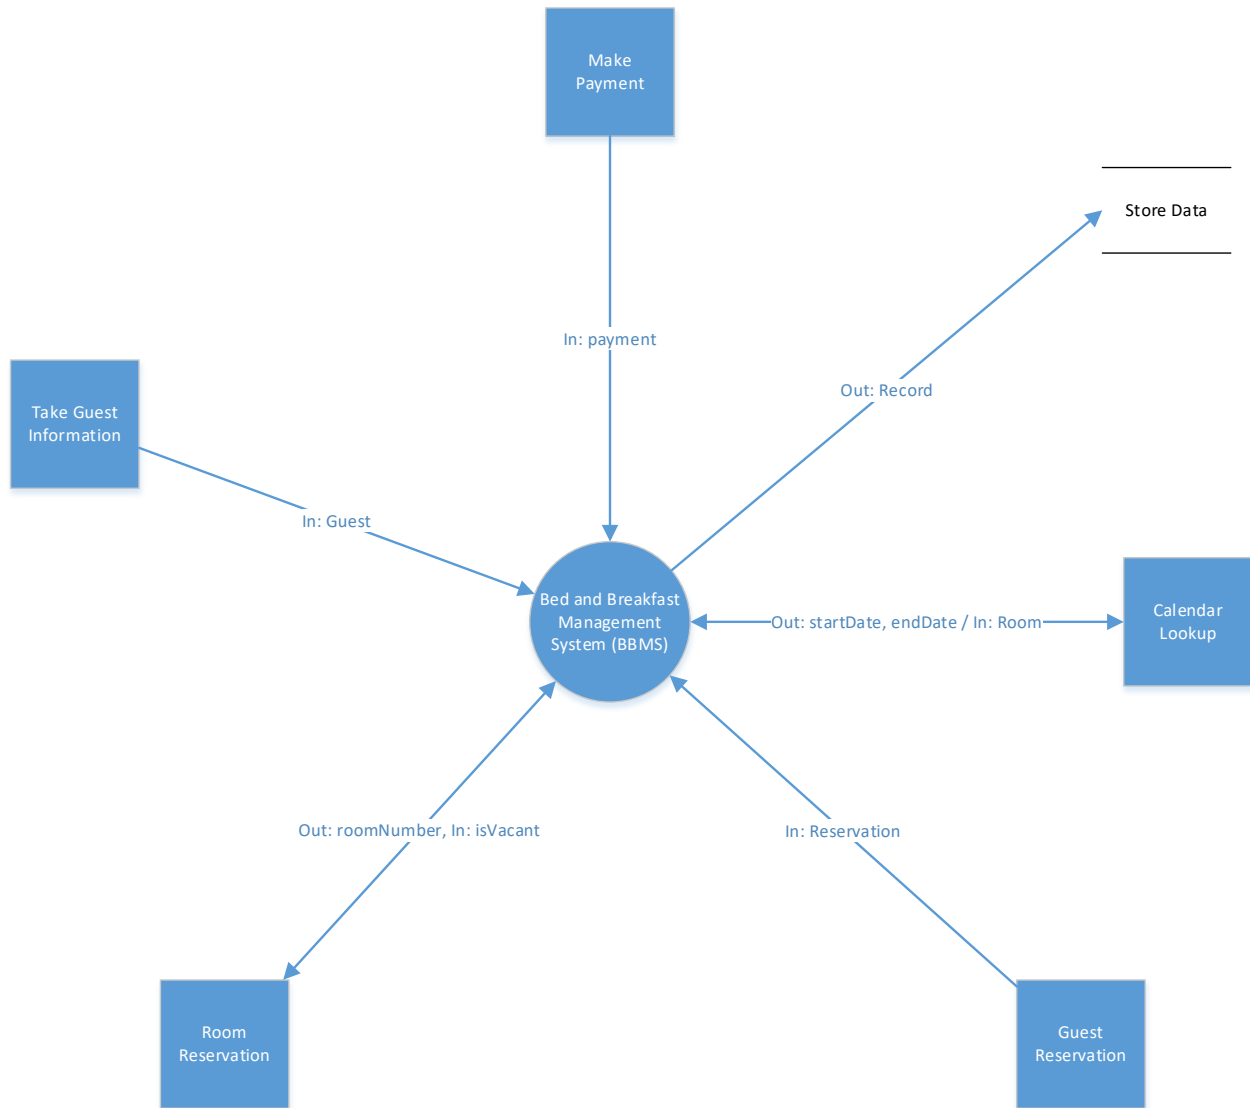 Make
Payment
Store Data
In: payment
Out: Record
Take Guest
Information
In: Guest
Bed and Breakfast
Management
System (BBMS)
Out: startDate, endDate / In: Room
Calendar
Lookup
Out: roomNumber, In: isVacant
In: Reservation
Room
Reservation
Guest
Reservation